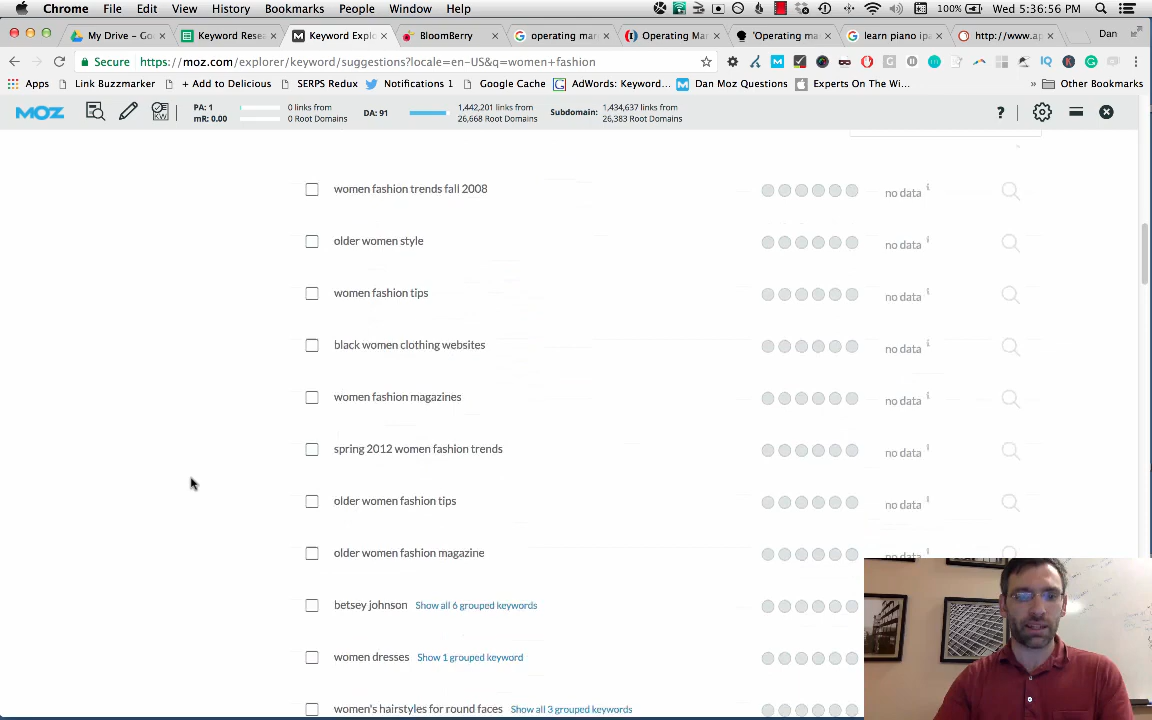 Chrome File Edit View History Bookmarks People Window Help 100% Wed 5:36:56 PM
My Drive – Goo Keyword Resea Keyword Explo BloomBerry operating man Operating Man 'Operating ma learn piano ipa http://www.ap Dan
Secure https://moz.com/explorer/keyword/suggestions?locale=en-US&q=women+fashion
Apps Link Buzzmarker + Add to Delicious SERPS Redux Notifications 1 Google Cache AdWords: Keyword... Dan Moz Questions Experts On The Wi... » Other Bookmarks
MOZ PA: 1 0 links from DA: 91 1,442,201 links from Subdomain: 1,434,637 links from ?
mR: 0.00 0 Root Domains 26,668 Root Domains 26,383 Root Domains
women fashion trends fall 2008 no data
older women style no data
women fashion tips no data
black women clothing websites no data
women fashion magazines no data
spring 2012 women fashion trends no data
older women fashion tips no data
older women fashion magazine no data
betsey johnson Show all 6 grouped keywords
women dresses Show 1 grouped keyword
women's hairstyles for round faces Show all 3 grouped keywords